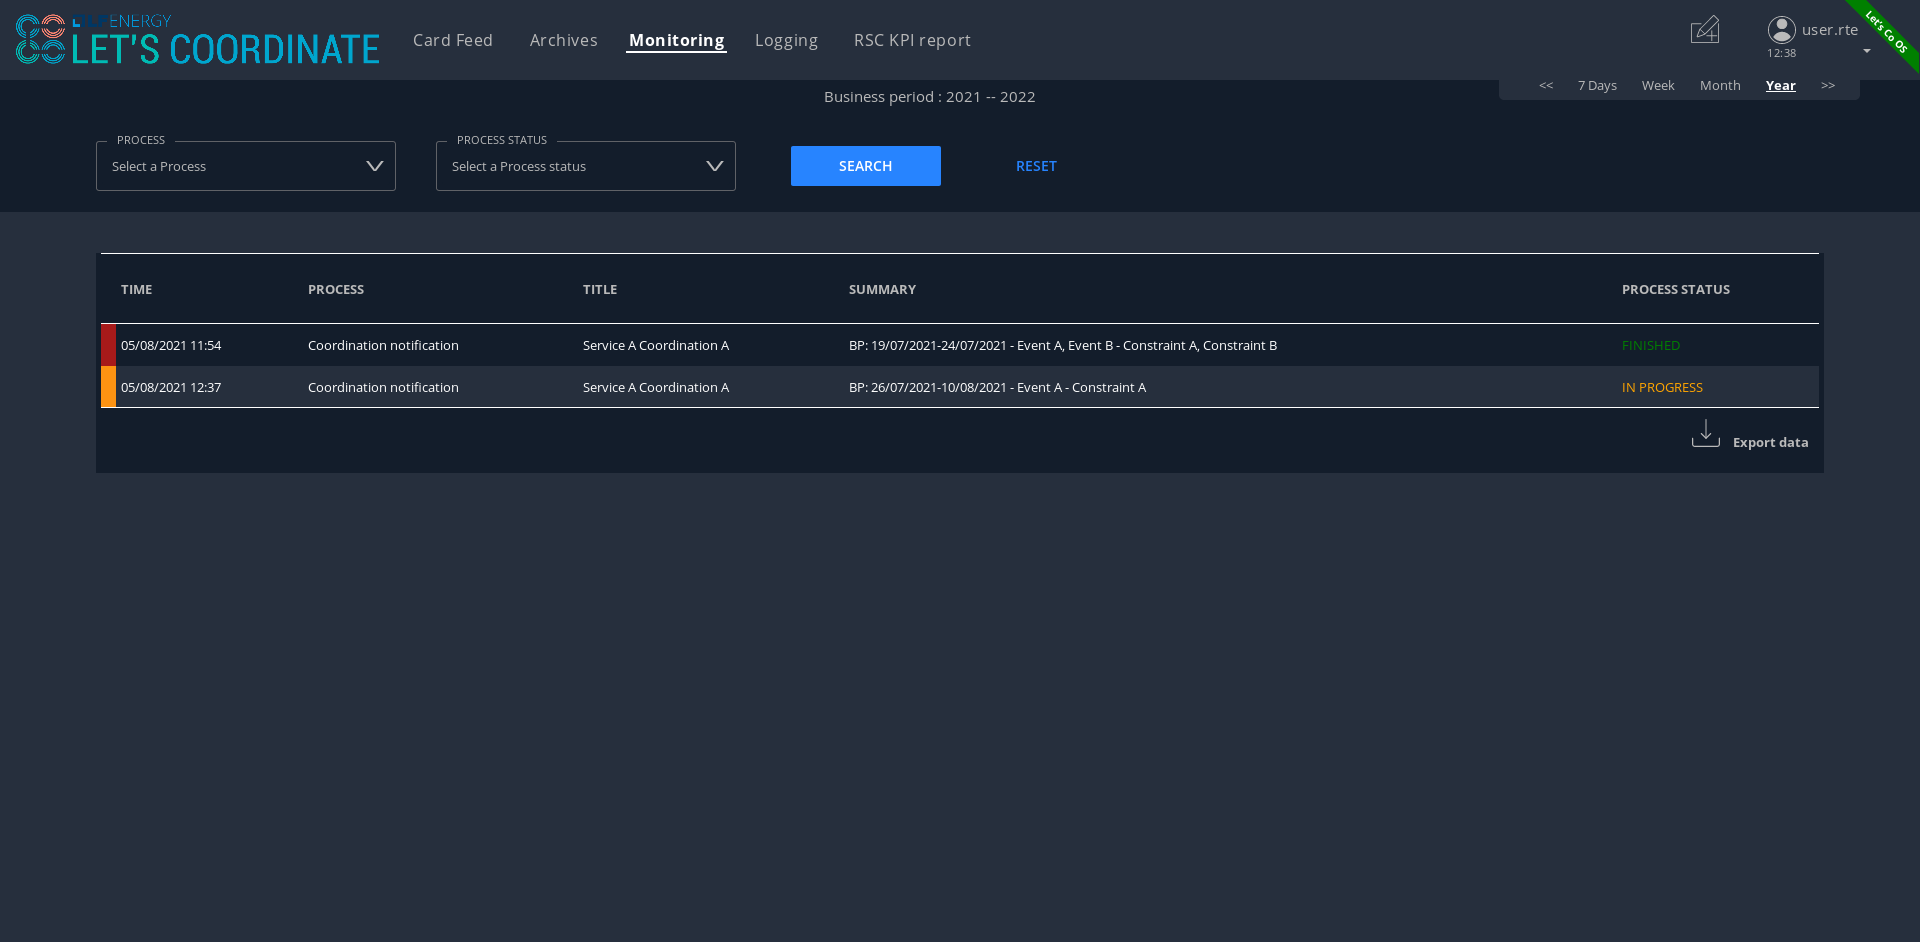 LF ENERGY
LET'S COORDINATE
Card Feed Archives Monitoring Logging RSC KPI report
user.rte
12:38
Let's Co OS
<< 7 Days Week Month Year >>
Business period : 2021 -- 2022
PROCESS PROCESS STATUS
Select a Process Select a Process status SEARCH RESET
TIME PROCESS TITLE SUMMARY PROCESS STATUS
05/08/2021 11:54 Coordination notification Service A Coordination A BP: 19/07/2021-24/07/2021 - Event A, Event B - Constraint A, Constraint B FINISHED
05/08/2021 12:37 Coordination notification Service A Coordination A BP: 26/07/2021-10/08/2021 - Event A - Constraint A IN PROGRESS
Export data